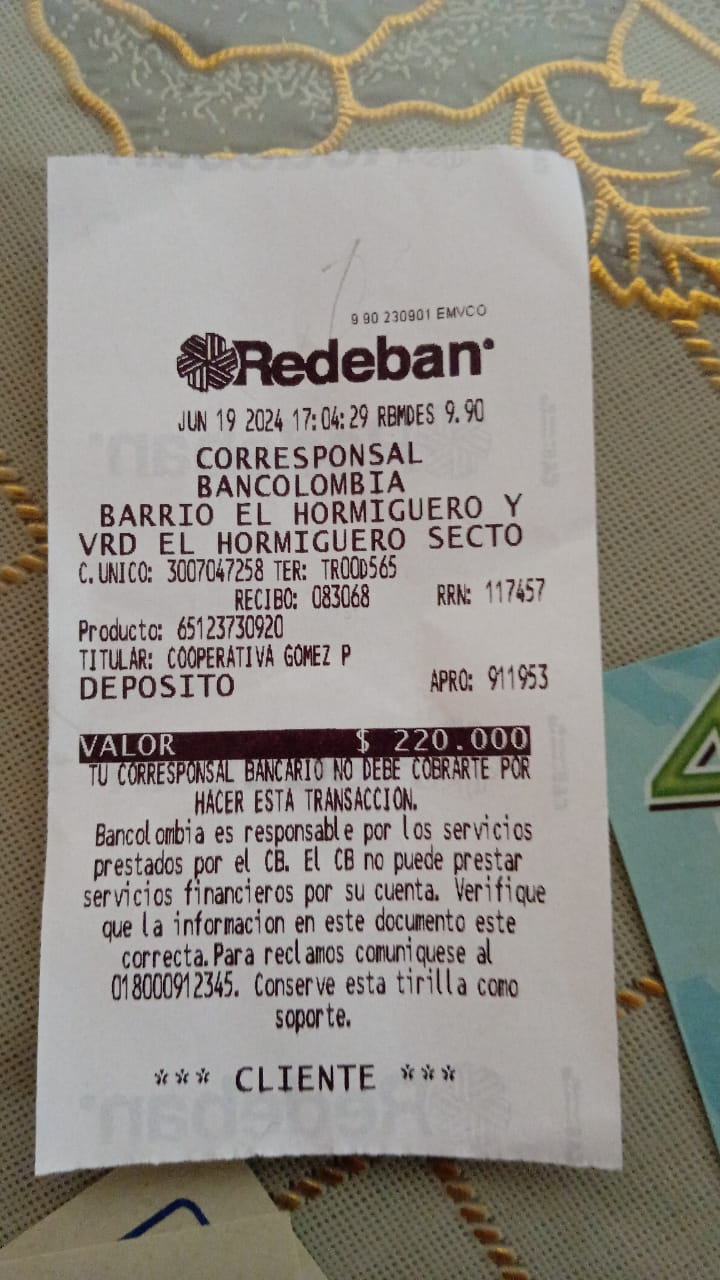 9 90 230901 EMVCO
Redeban
JUN 19 2024 17:04:29 RBMDES 9.90
CORRESPONSAL
BANCOLOMBIA
BARRIO EL HORMIGUERO Y
VRD EL HORMIGUERO SECTO
C.UNICO: 3007047258 TER: TR00D565
RECIBO: 083068 RRN: 117457
Producto: 65123730920
TITULAR: COOPERATIVA GOMEZ P
DEPOSITO APRO: 911953
VALOR $ 220.000
TU CORRESPONSAL BANCARIO NO DEBE COBRARTE POR
HACER ESTA TRANSACCION.
Bancolombia es responsable por los servicios
prestados por el CB. El CB no puede prestar
servicios financieros por su cuenta. Verifique
que la informacion en este documento este
correcta.Para reclamos comuniquese al
018000912345. Conserve esta tirilla como
soporte.
*** CLIENTE ***